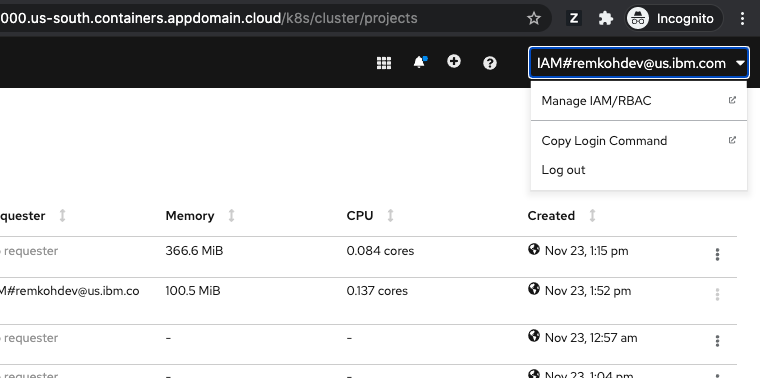 000.us-south.containers.appdomain.cloud/k8s/cluster/projects
Z
Incognito
IAM#remkohdev@us.ibm.com
Manage IAM/RBAC
Copy Login Command
Log out
quester Memory CPU Created
requester 366.6 MiB 0.084 cores Nov 23, 1:15 pm
M#remkohdev@us.ibm.co 100.5 MiB 0.137 cores Nov 23, 1:52 pm
requester - - Nov 23, 12:57 am
requester Nov 23, 1:04 pm